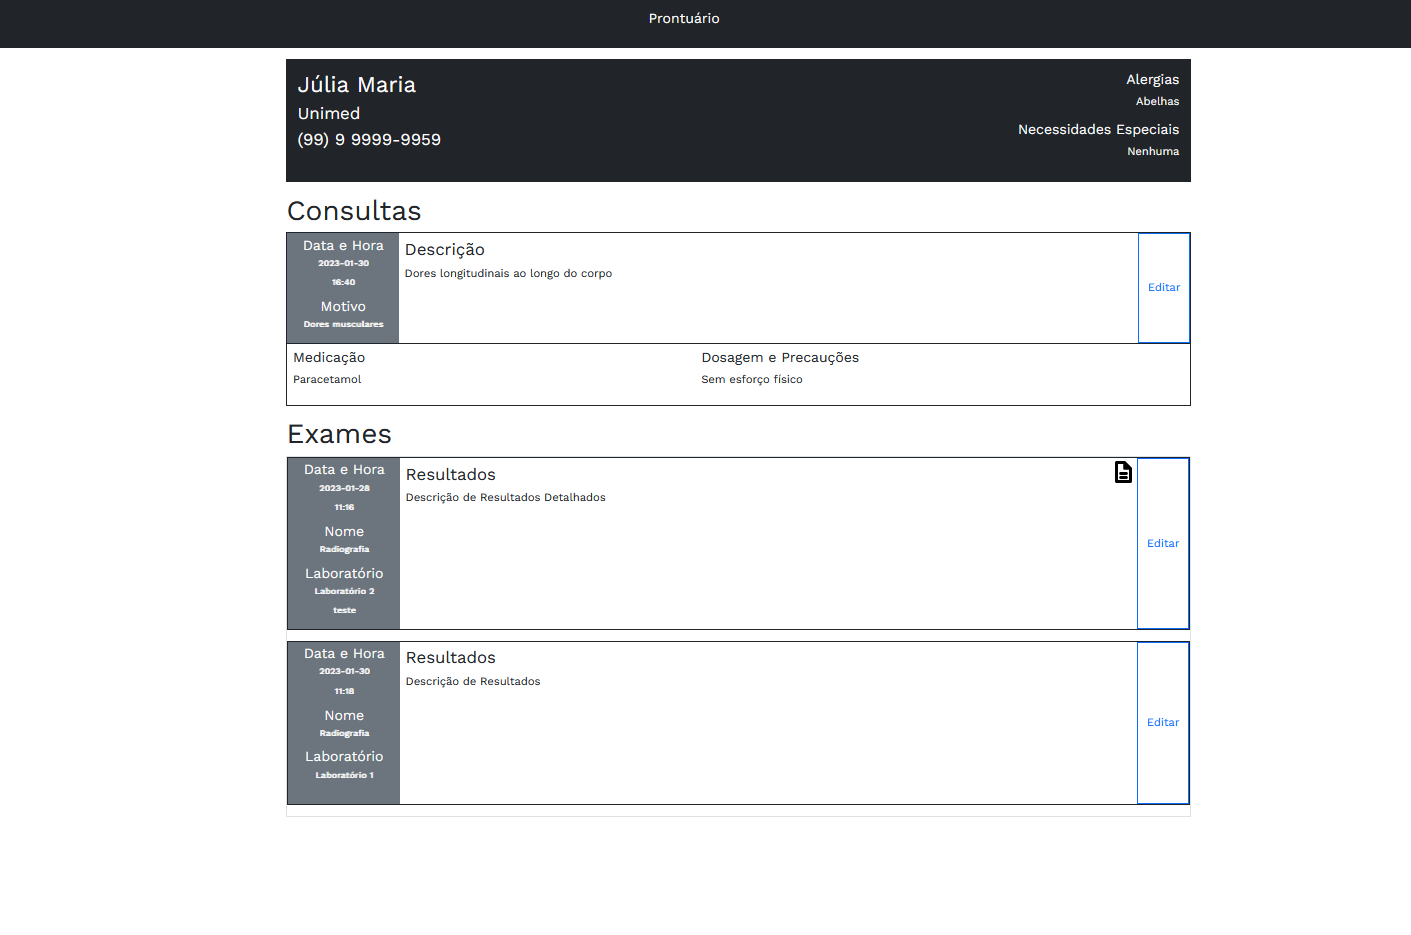 Prontuário
Júlia Maria
Unimed
(99) 9 9999-9959
Alergias
Abelhas
Necessidades Especiais
Nenhuma
Consultas
Data e Hora
2023-01-30
16:40
Motivo
Dores musculares
Descrição
Dores longitudinais ao longo do corpo
Editar
Medicação
Paracetamol
Dosagem e Precauções
Sem esforço físico
Exames
Data e Hora
2023-01-28
11:16
Nome
Radiografia
Laboratório
Laboratório 2
teste
Resultados
Descrição de Resultados Detalhados
Editar
Data e Hora
2023-01-30
11:18
Nome
Radiografia
Laboratório
Laboratório 1
Resultados
Descrição de Resultados
Editar